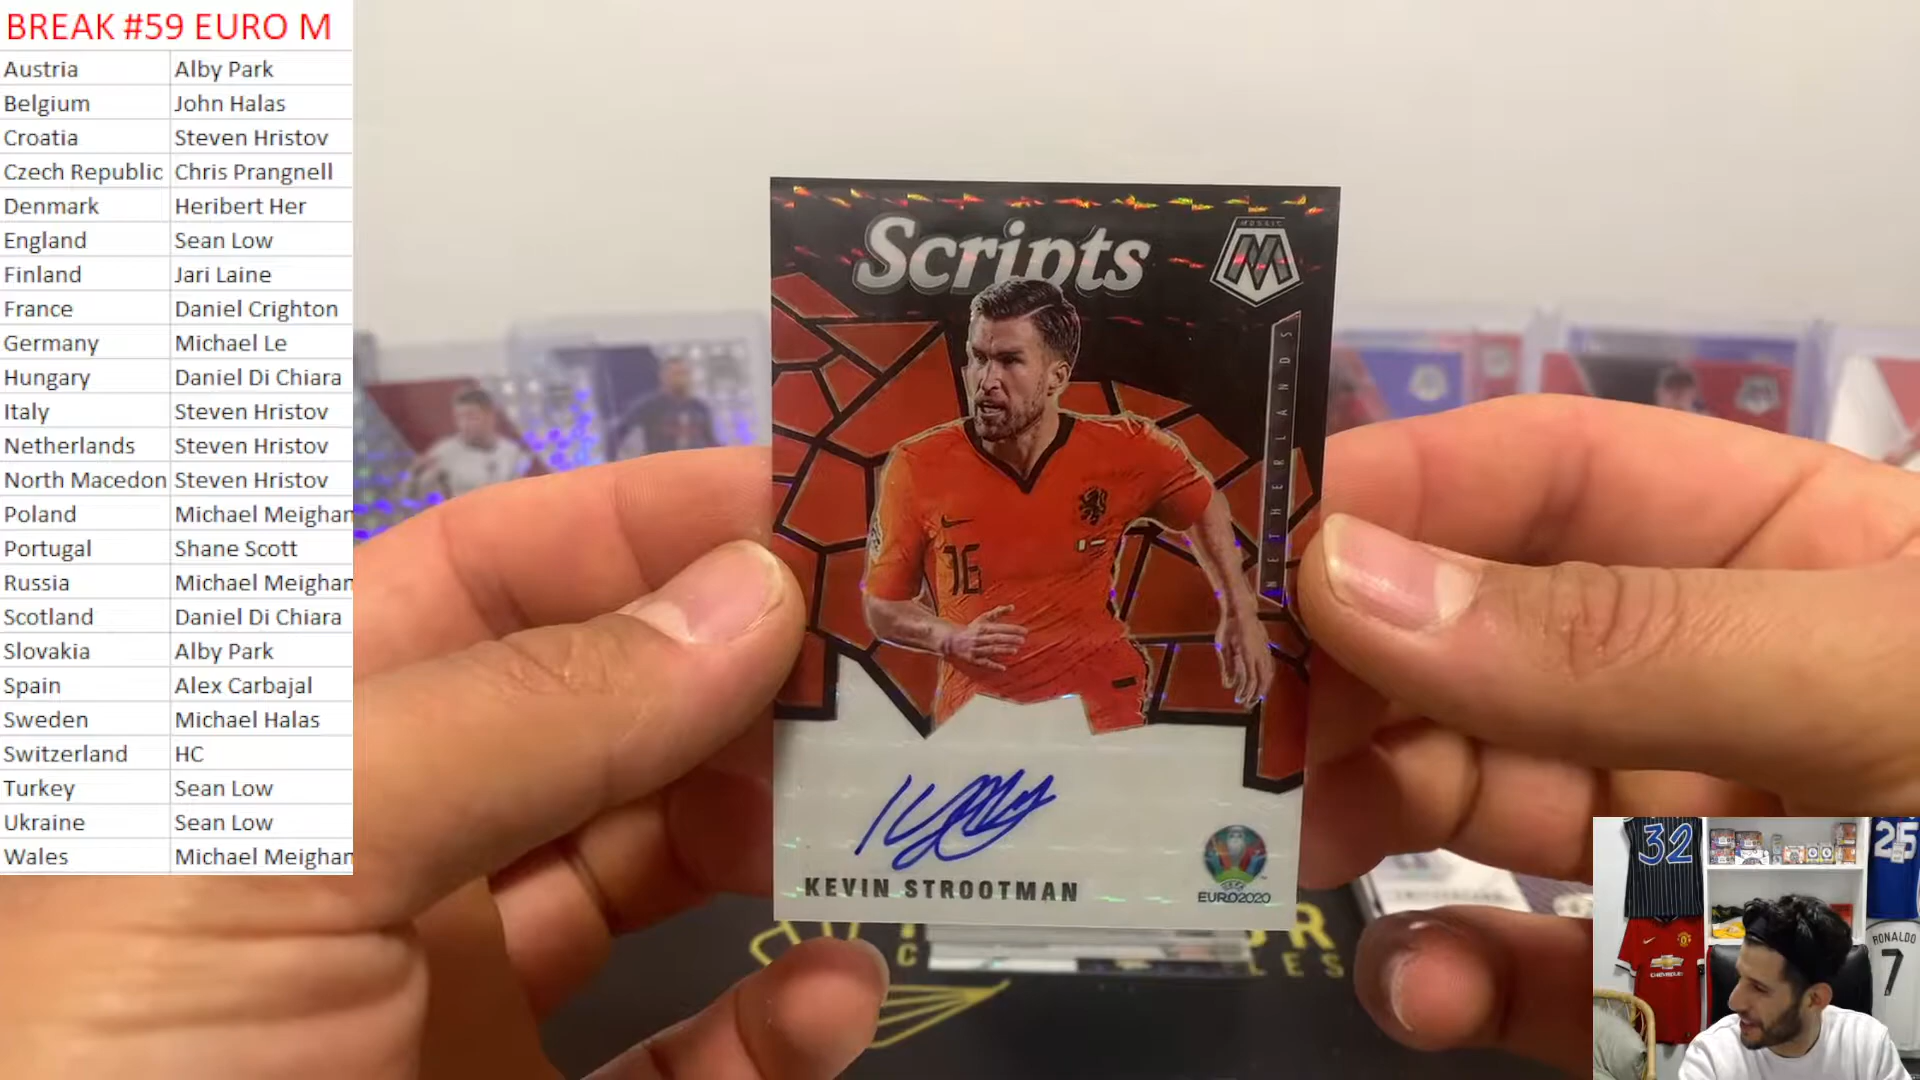 BREAK #59 EURO M
Austria Alby Park
Belgium John Halas
Croatia Steven Hristov
Czech Republic Chris Prangnell
Denmark Heribert Her
England Sean Low
Finland Jari Laine
France Daniel Crighton
Germany Michael Le
Hungary Daniel Di Chiara
Italy Steven Hristov
Netherlands Steven Hristov
North Macedon Steven Hristov
Poland Michael Meighan
Portugal Shane Scott
Russia Michael Meighan
Scotland Daniel Di Chiara
Slovakia Alby Park
Spain Alex Carbajal
Sweden Michael Halas
Switzerland HC
Turkey Sean Low
Ukraine Sean Low
Wales Michael Meighan
Scripts
MOSAIC
M
NETHERLANDS
16
KEVIN STROOTMAN
UEFA
EURO2020
32
25
CHEVROLET
RONALDO
7